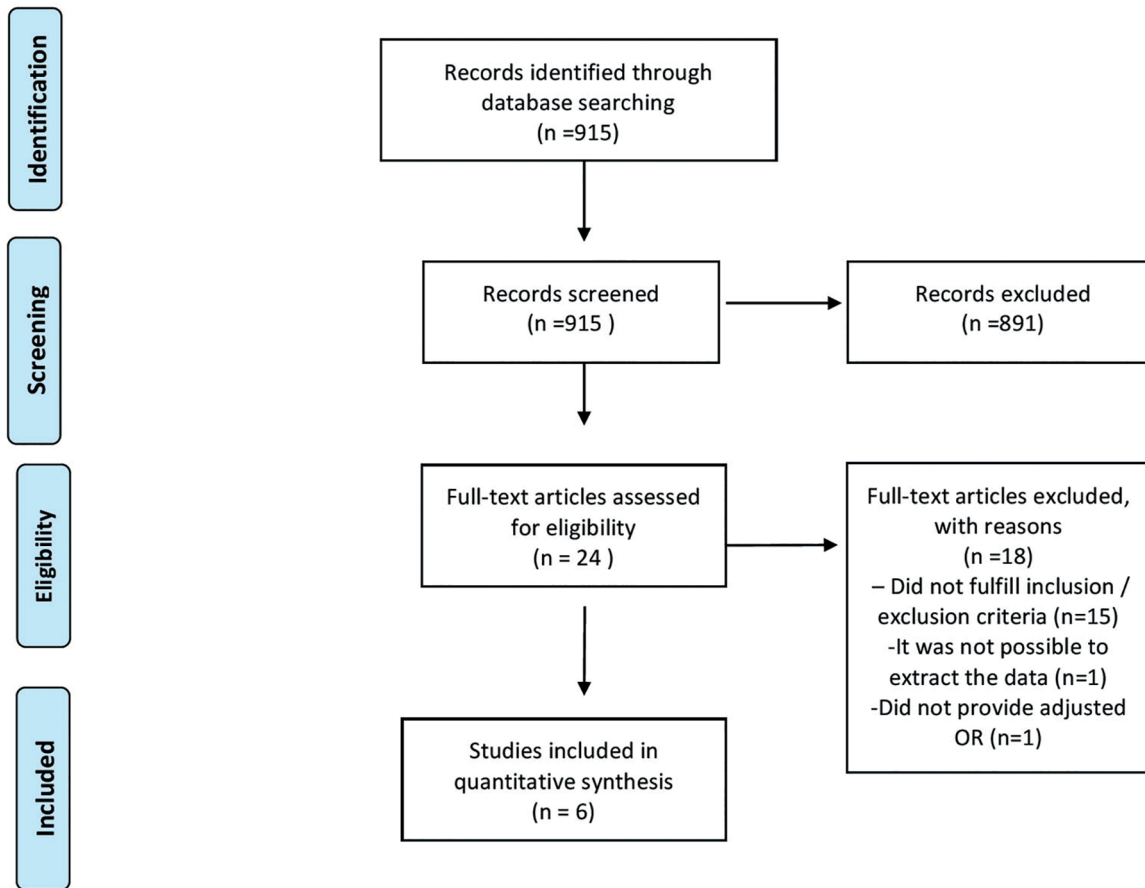 Identification
Records identified through
database searching
(n =915)
Screening
Records screened
(n =915 )
Records excluded
(n =891)
Eligibility
Full-text articles assessed
for eligibility
(n = 24 )
Full-text articles excluded,
with reasons
(n =18)
– Did not fulfill inclusion /
exclusion criteria (n=15)
-It was not possible to
extract the data (n=1)
-Did not provide adjusted
OR (n=1)
Included
Studies included in
quantitative synthesis
(n = 6)